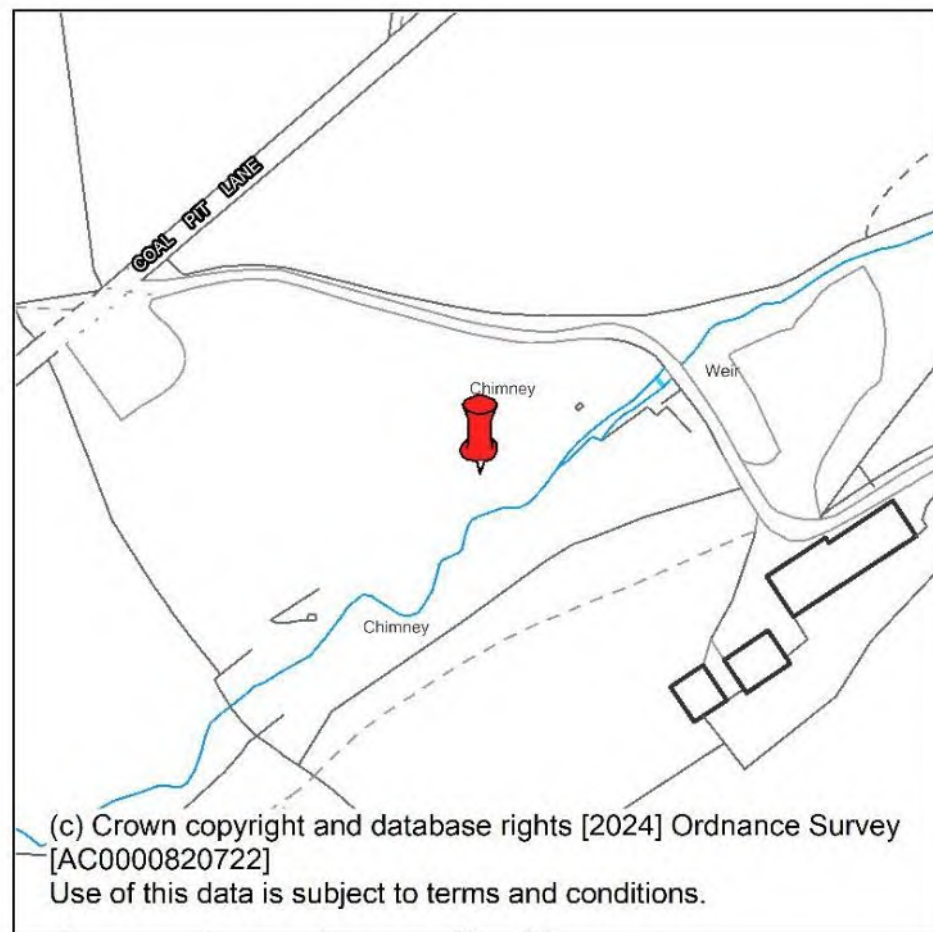 COAL PIT LANE
Chimney
Weir
Chimney
(c) Crown copyright and database rights [2024] Ordnance Survey
[AC0000820722]
Use of this data is subject to terms and conditions.